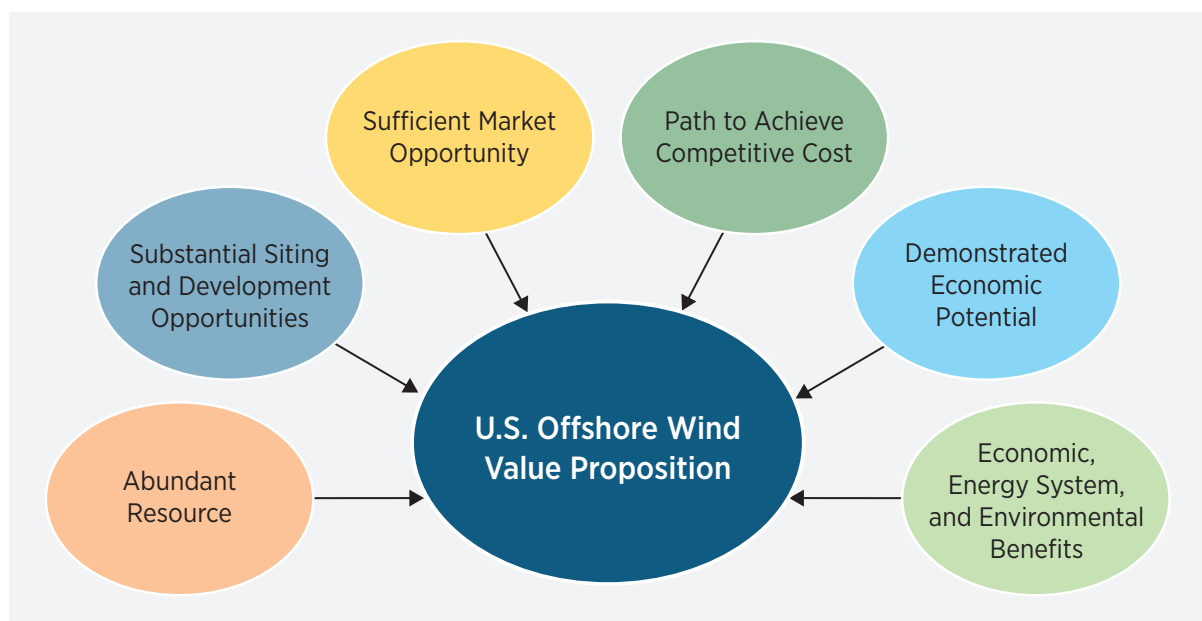 Sufficient Market
Opportunity
Path to Achieve
Competitive Cost
Substantial Siting
and Development
Opportunities
Demonstrated
Economic
Potential
U.S. Offshore Wind
Value Proposition
Abundant
Resource
Economic,
Energy System,
and Environmental
Benefits